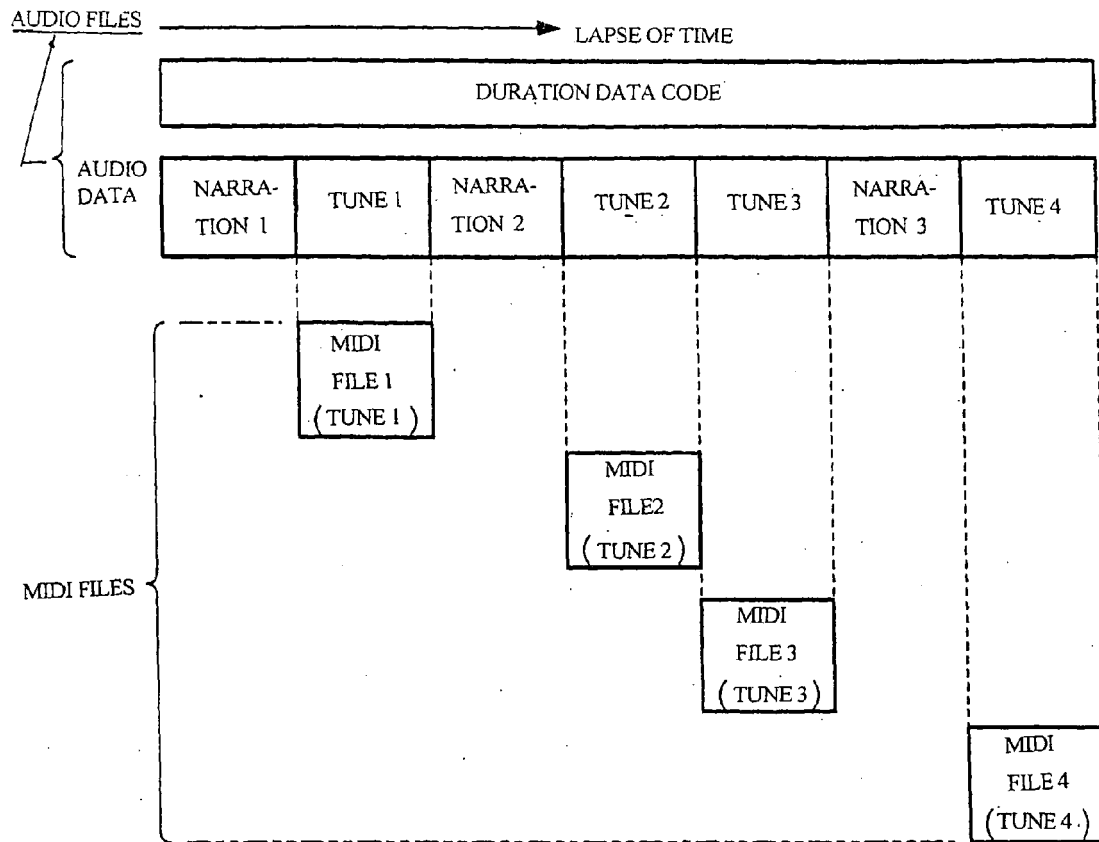 AUDIO FILES
LAPSE OF TIME
DURATION DATA CODE
AUDIO
DATA
NARRA-
TION 1
TUNE 1
NARRA-
TION 2
TUNE 2
TUNE 3
NARRA-
TION 3
TUNE 4
MIDI
FILE 1
(TUNE 1)
MIDI
FILE2
(TUNE 2)
MIDI FILES
MIDI
FILE 3
(TUNE 3)
MIDI
FILE 4
(TUNE 4.)